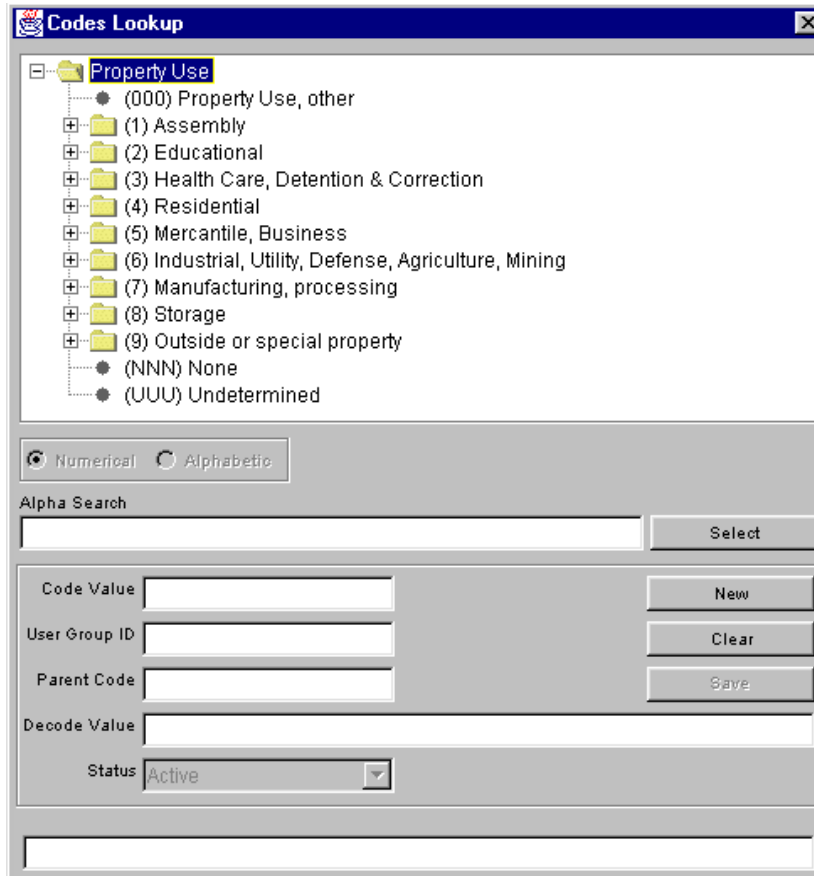 Codes Lookup
Property Use
(000) Property Use, other
(1) Assembly
(2) Educational
(3) Health Care, Detention & Correction
(4) Residential
(5) Mercantile, Business
(6) Industrial, Utility, Defense, Agriculture, Mining
(7) Manufacturing, processing
(8) Storage
(9) Outside or special property
(NNN) None
(UUU) Undetermined
Numerical Alphabetic
Alpha Search
Select
Code Value
New
User Group ID
Clear
Parent Code
Save
Decode Value
Status Active